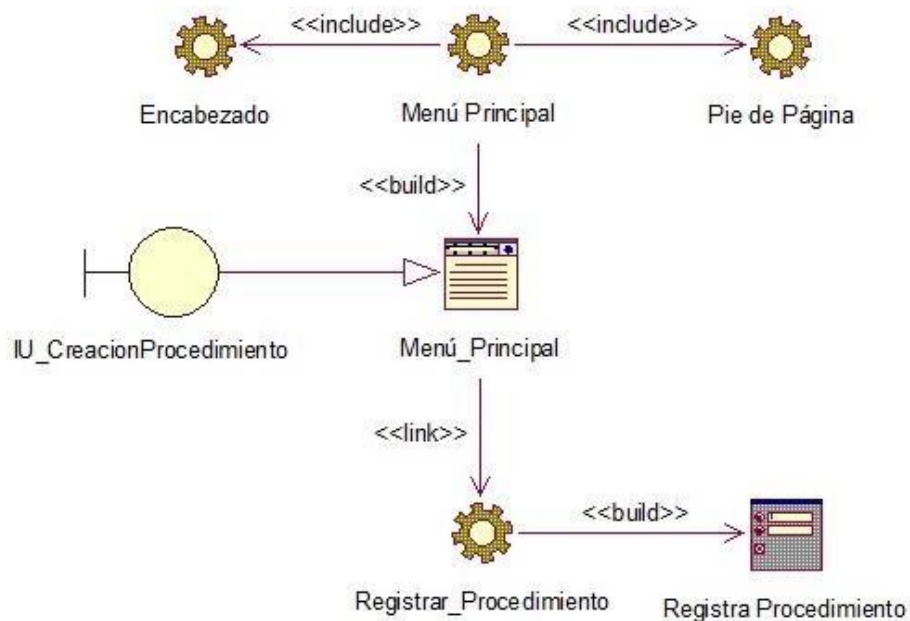 <<include>>
<<include>>
Encabezado
Menú Principal
Pie de Página
<<build>>
IU_CreacionProcedimiento
Menú_Principal
<<link>>
<<build>>
Registrar_Procedimiento
Registra Procedimiento